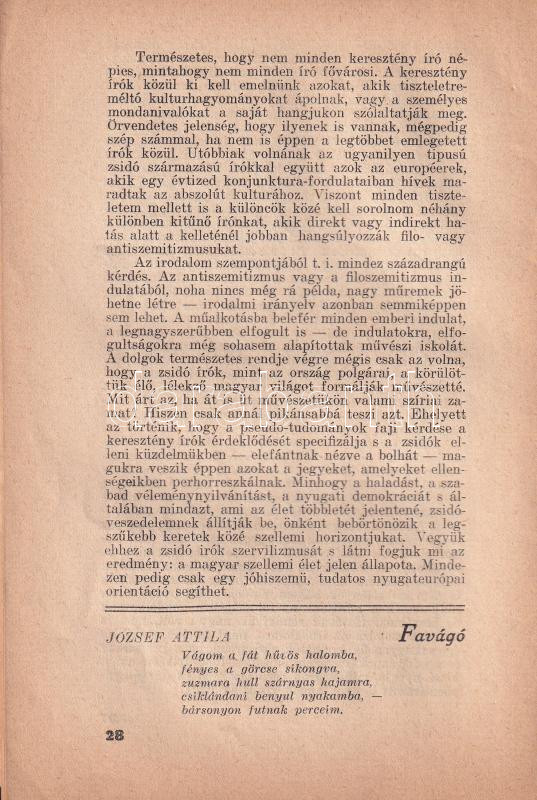 Természetes, hogy nem minden keresztény író né-
pies, mintahogy nem minden író fővárosi. A keresztény
írók közül ki kell emelnünk azokat, akik tiszteletre-
méltó kulturhagyományokat ápolnak, vagy a személyes
mondanivalókat a saját hangjukon szólaltatják meg.
Örvendetes jelenség, hogy ilyenek is vannak, mégpedig
szép számmal, ha nem is éppen a legtöbbet emlegetett
írók közül. Utóbbiak volnának az ugyanilyen tipusú
zsidó származású írókkal együtt azok az européerek,
akik egy évtized konjunktura-fordulataiban hívek ma-
radtak az abszolút kulturához. Viszont minden tiszte-
letem mellett is a különcök közé kell sorolnom néhány
különben kitűnő írónkat, akik direkt vagy indirekt ha-
tás alatt a kelleténél jobban hangsúlyozzák filo- vagy
antiszemitizmusukat.
Az irodalom szempontjából t. i. mindez századrangú
kérdés. Az antiszemitizmus vagy a filoszemitizmus in-
dulatából, noha nincs még rá példa, nagy műremek jö-
hetne létre — irodalmi irányelv azonban semmiképpen
sem lehet. A műalkotásba belefér minden emberi indulat,
a legnagyszerűbben elfogult is — de indulatokra, elfo-
gultságokra még sohasem alapítottak művészi iskolát.
A dolgok természetes rendje végre mégis csak az volna,
hogy a zsidó írók, mint az ország polgárai, a körülöt-
tük élő, lélekző magyar világot formálják művészetté.
Mit árt az, ha át is üt művészetükön valami szíriai za-
mat? Hiszen csak annál pikánsabbá teszi azt. Ehelyett
az történik, hogy a pseudo-tudományok faji kérdése a
keresztény írók érdeklődését specifizálja s a zsidók el-
leni küzdelmükben — elefántnak nézve a bolhát — ma-
gukra veszik éppen azokat a jegyeket, amelyeket ellen-
ségeikben perhorreszkálnak. Minhogy a haladást, a sza-
bad véleménynyilvánítást, a nyugati demokráciát s ál-
talában mindazt, ami az élet többletét jelentené, zsidó-
veszedelemnek állítják be, önként bebörtönözik a leg-
szűkebb keretek közé szellemi horizontjukat. Vegyük
ehhez a zsidó írók szervilizmusát s látni fogjuk mi az
eredmény: a magyar szellemi élet jelen állapota. Minde-
zen pedig csak egy jóhiszemű, tudatos nyugateurópai
orientáció segíthet.
JÓZSEF ATTILA Favágó
Vágom a fát hűvös halomba,
fényes a görcse sikongva,
zuzmara hull szárnyas hajamra,
csiklándani benyul nyakamba, —
bársonyon futnak perceim.
28